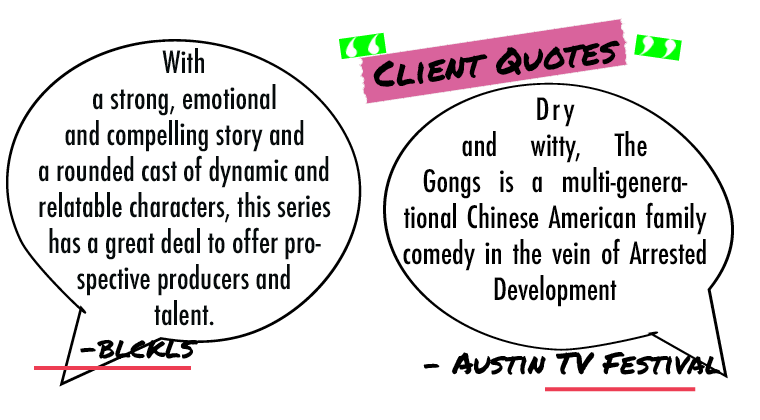 “ Client Quotes ”
With
a strong, emotional
and compelling story and
a rounded cast of dynamic and
relatable characters, this series
has a great deal to offer pro-
spective producers and
talent.
-BLCKLS
Dry
and witty, The
Gongs is a multi-genera-
tional Chinese American family
comedy in the vein of Arrested
Development
- Austin TV Festival